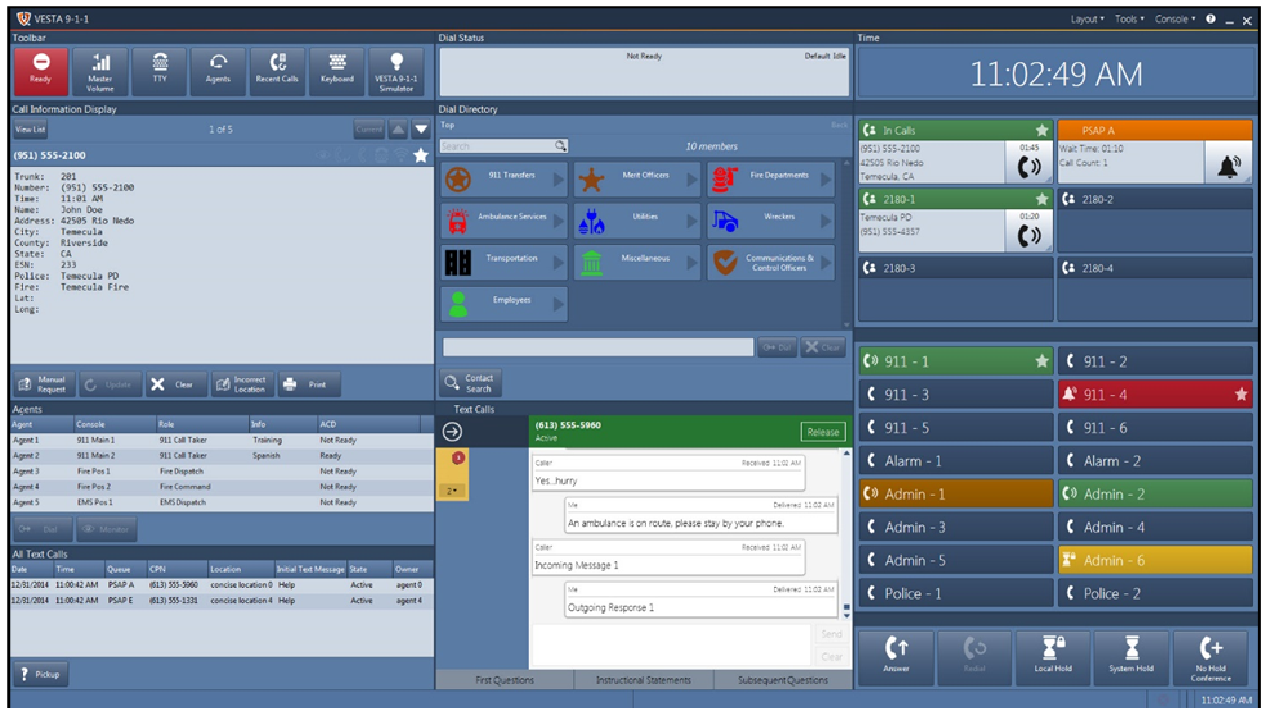 VESTA 9-1-1
Layout Tools Console
Toolbar
Ready
Master Volume
TTY
Agents
Recent Calls
Keyboard
VESTA 9-1-1 Simulator
Dial Status
Not Ready Default Idle
Time
11:02:49 AM
Call Information Display
View List 1 of 5 Current
(951) 555-2100
Trunk: 201
Number: (951) 555-2100
Time: 11:01 AM
Name: John Doe
Address: 42505 Rio Nedo
City: Temecula
County: Riverside
State: CA
ESN: 233
Police: Temecula PD
Fire: Temecula Fire
Lat:
Long:
Manual Request
Update
Clear
Incorrect Location
Print
Dial Directory
Top Back
Search 10 members
911 Transfers
Merit Officers
Fire Departments
Ambulance Services
Utilities
Wreckers
Transportation
Miscellaneous
Communications & Control Officers
Employees
Dial Clear
Contact Search
In Calls
(951) 555-2100 01:45
42505 Rio Nedo
Temecula, CA
PSAP A
Wait Time: 01:10
Call Count: 1
2180-1
Temecula PD 01:20
(951) 555-4357
2180-2
2180-3
2180-4
911 - 1
911 - 2
911 - 3
911 - 4
911 - 5
911 - 6
Alarm - 1
Alarm - 2
Admin - 1
Admin - 2
Admin - 3
Admin - 4
Admin - 5
Admin - 6
Police - 1
Police - 2
Answer
Redial
Local Hold
System Hold
No Hold Conference
Agents
Agent Console Role Info ACD
Agent 1 911 Main 1 911 Call Taker Training Not Ready
Agent 2 911 Main 2 911 Call Taker Spanish Ready
Agent 3 Fire Pos 1 Fire Dispatch Not Ready
Agent 4 Fire Pos 2 Fire Command Not Ready
Agent 5 EMS Pos 1 EMS Dispatch Not Ready
Dial Monitor
All Text Calls
Date Time Queue CPN Location Initial Text Message State Owner
12/31/2014 11:00:42 AM PSAP A (613) 555-5960 concise location 0 Help Active agent 0
12/31/2014 11:00:42 AM PSAP E (613) 555-1331 concise location 4 Help Active agent 4
Pickup
Text Calls
(613) 555-5960
Active
Release
2
Caller Received 11:02 AM
Yes...hurry
Me Delivered 11:02 AM
An ambulance is on route, please stay by your phone.
Caller Received 11:02 AM
Incoming Message 1
Me Delivered 11:02 AM
Outgoing Response 1
Send
Clear
First Questions
Instructional Statements
Subsequent Questions
11:02:49 AM